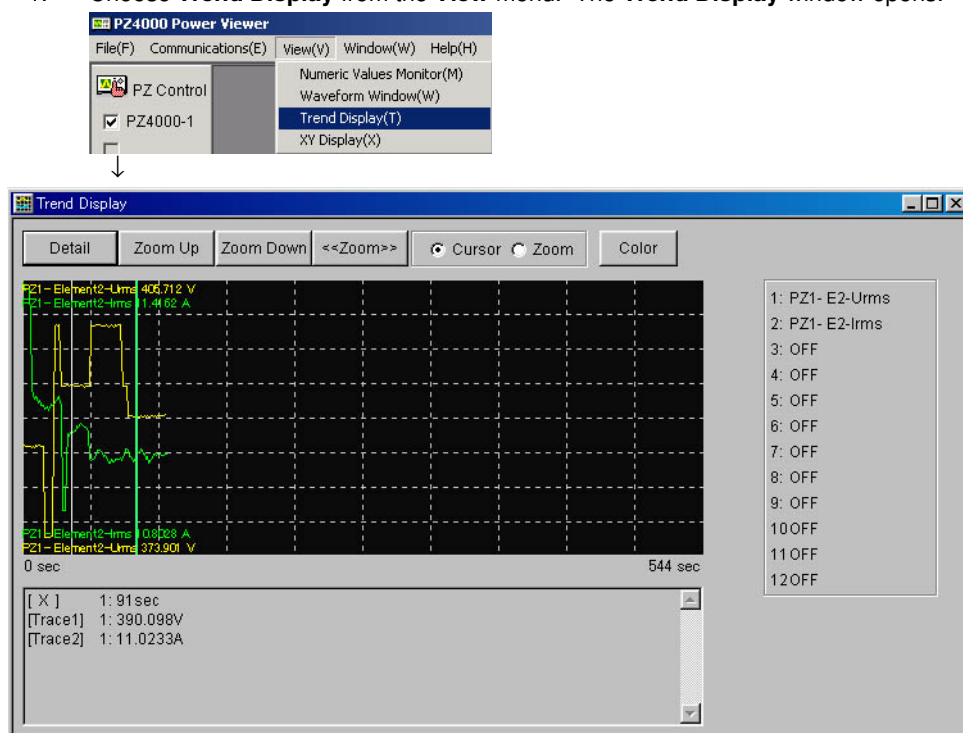 Choose Trend Display from the View menu. The Trend Display window opens.
PZ4000 Power Viewer
File(F) Communications(E) View(V) Window(W) Help(H)
PZ Control
PZ4000-1
Numeric Values Monitor(M)
Waveform Window(W)
Trend Display(T)
XY Display(X)
↓
Trend Display
Detail Zoom Up Zoom Down <<Zoom>> Cursor Zoom Color
PZ1-Element2-Urms 405.712 V
PZ1-Element2-Irms 11.4162 A
PZ1-Element2-Irms 10.8028 A
PZ1-Element2-Urms 373.901 V
0 sec 544 sec
1: PZ1- E2-Urms
2: PZ1- E2-Irms
3: OFF
4: OFF
5: OFF
6: OFF
7: OFF
8: OFF
9: OFF
10OFF
11OFF
12OFF
[ X ] 1: 91sec
[Trace1] 1: 390.098V
[Trace2] 1: 11.0233A